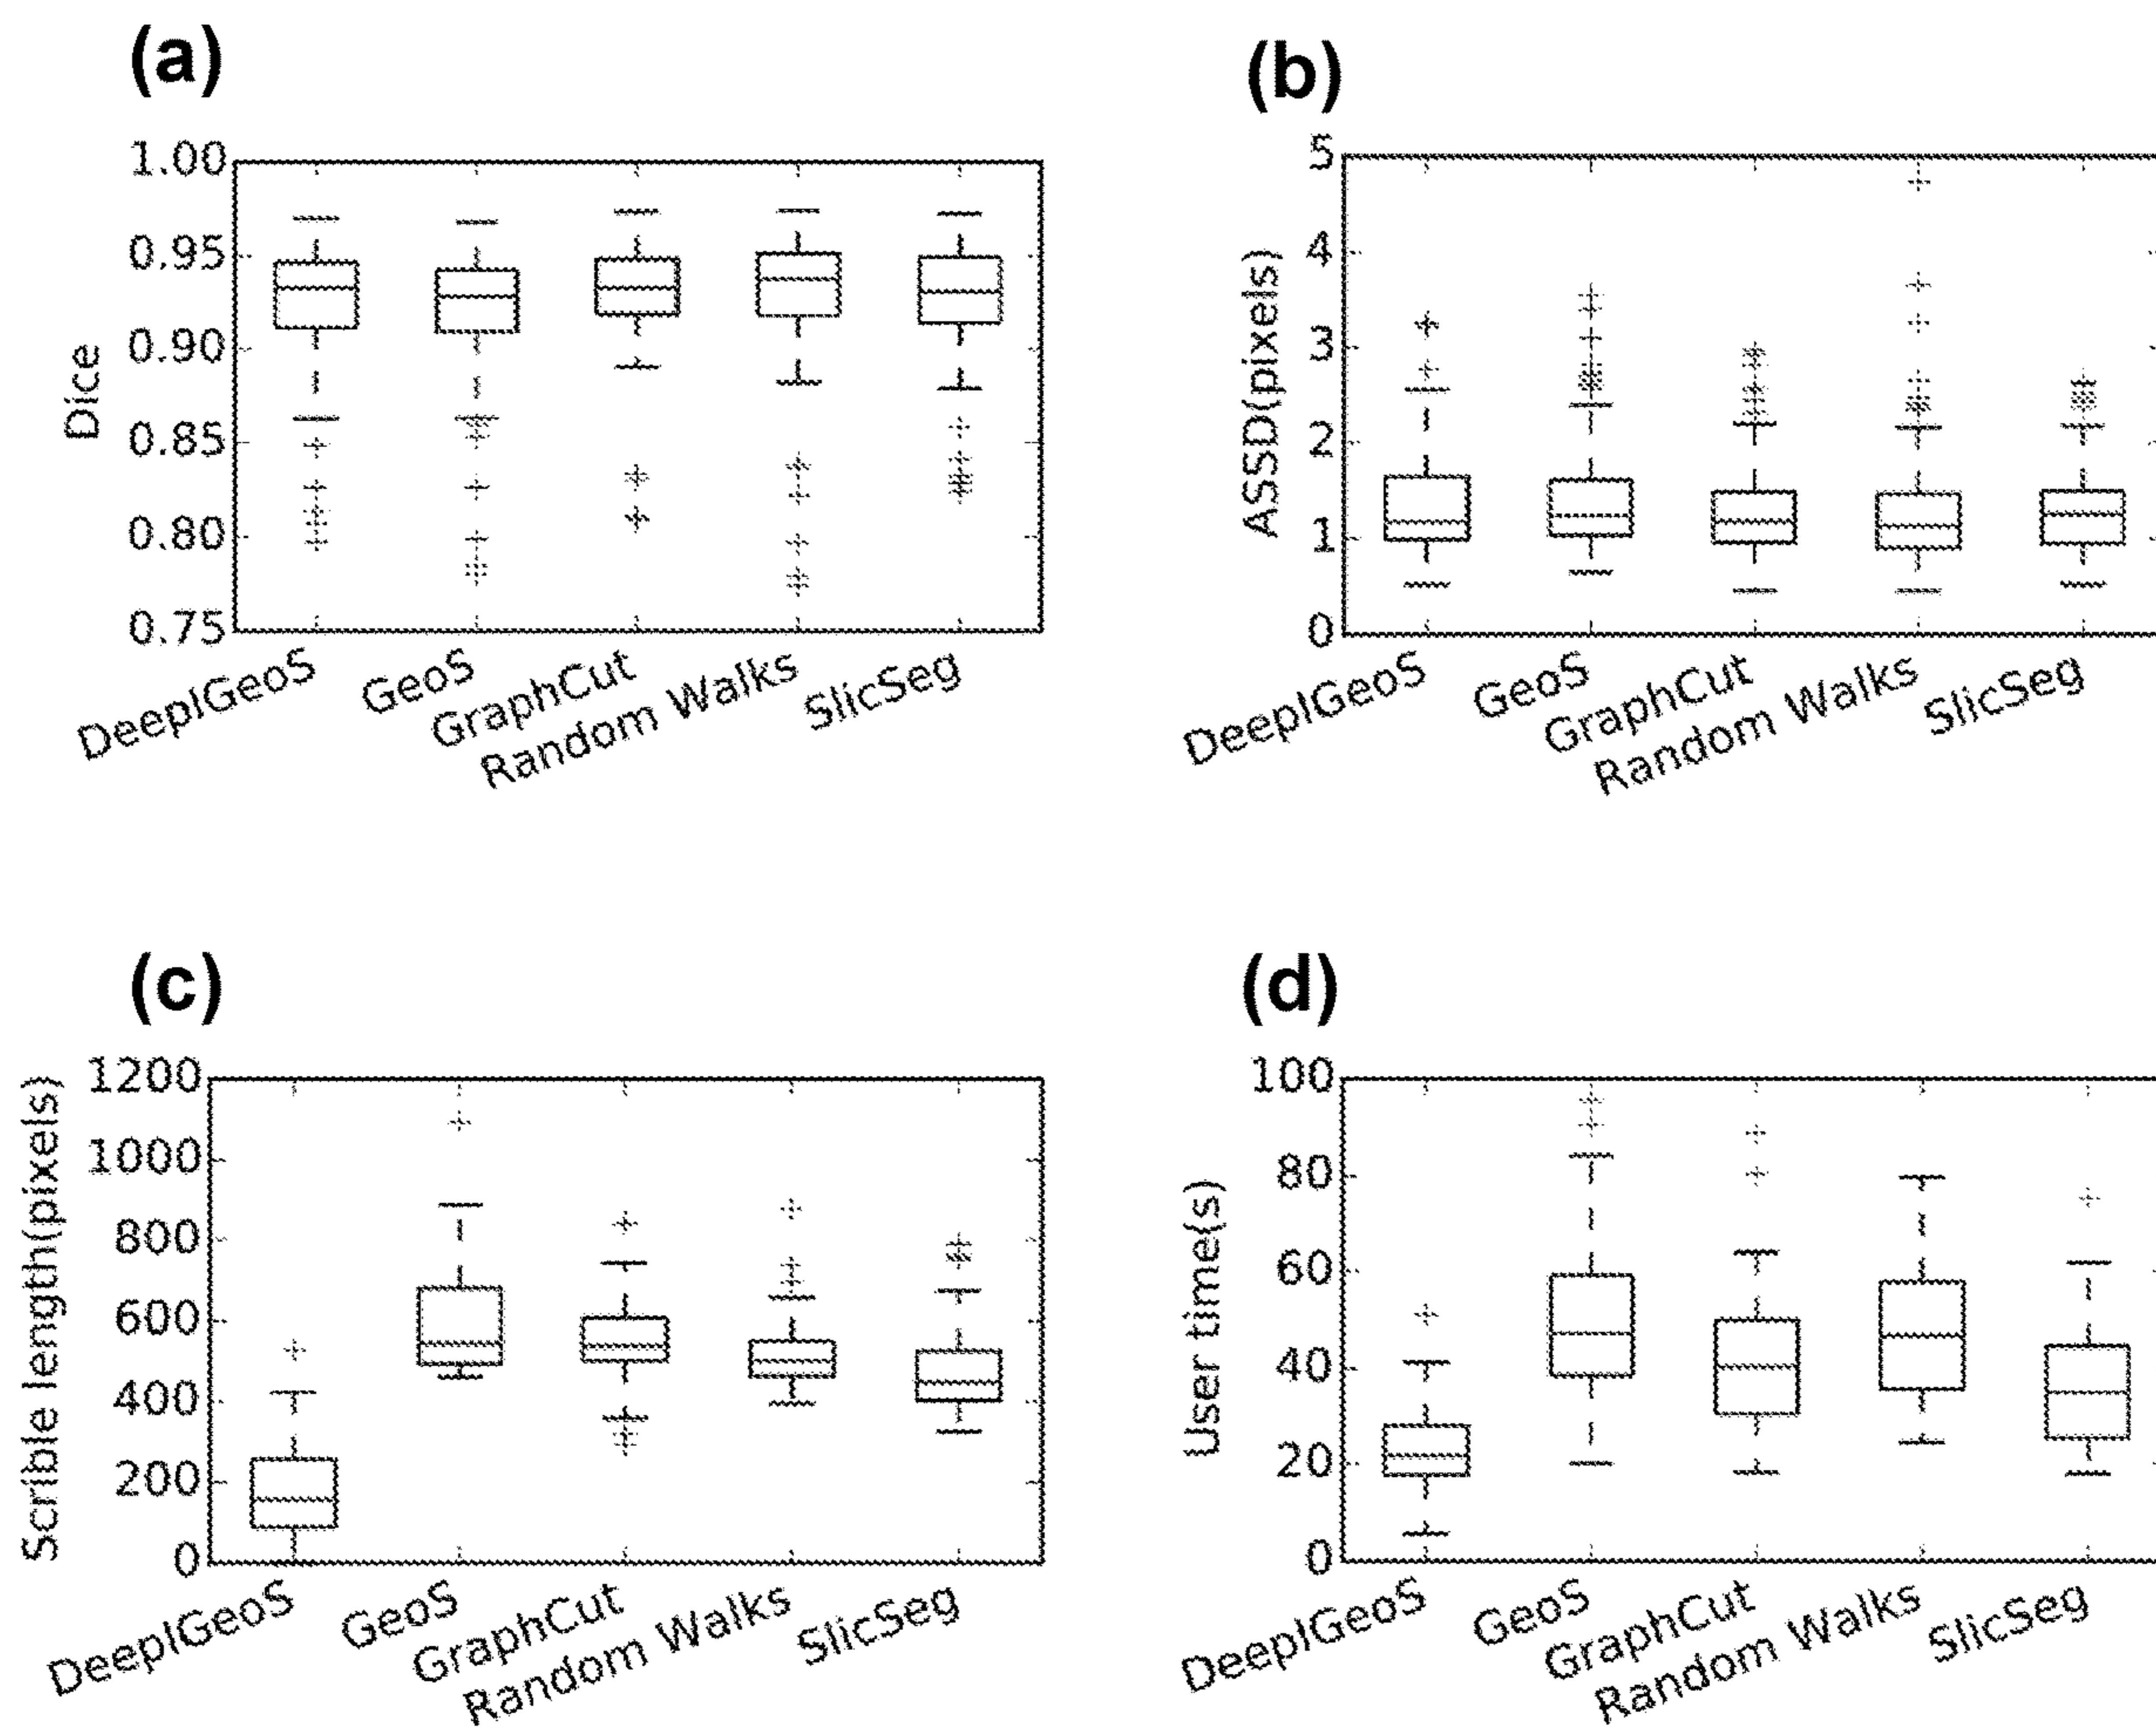 (a)
1.00
0.95
0.90
0.85
0.80
0.75
Dice
DeepIGeoS
GeoS
GraphCut
Random Walks
SlicSeg
(b)
5
4
3
2
1
0
ASSD(pixels)
DeepIGeoS
GeoS
GraphCut
Random Walks
SlicSeg
(c)
1200
1000
800
600
400
200
0
Scrible length(pixels)
DeepIGeoS
GeoS
GraphCut
Random Walks
SlicSeg
(d)
100
80
60
40
20
0
User time(s)
DeepIGeoS
GeoS
GraphCut
Random Walks
SlicSeg